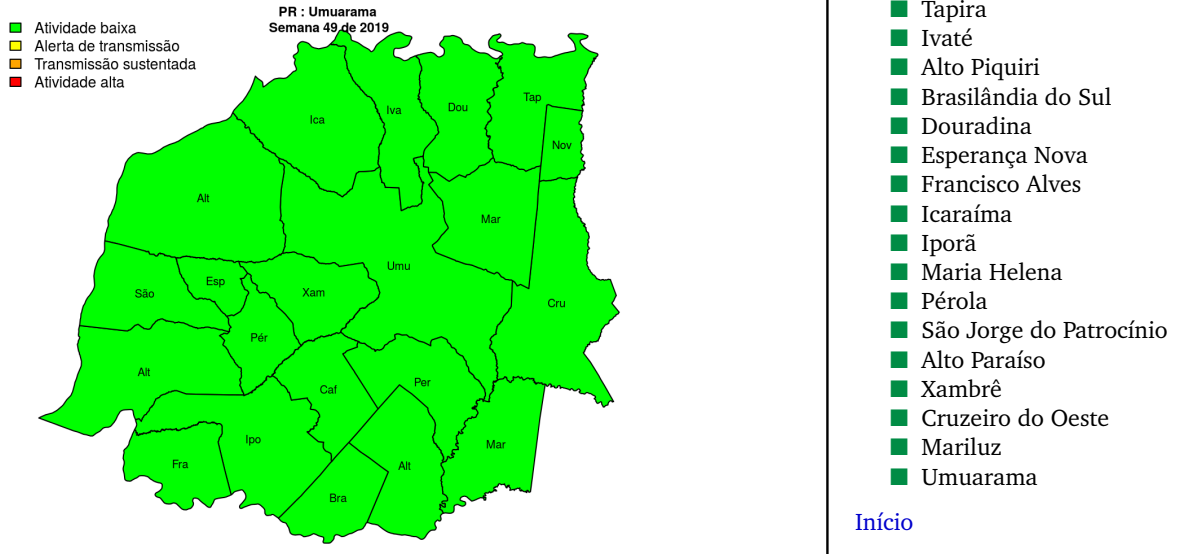 PR : Umuarama
Semana 49 de 2019
Atividade baixa
Alerta de transmissão
Transmissão sustentada
Atividade alta
Ica
Iva
Dou
Tap
Nov
Alt
Mar
Umu
Esp
São
Xam
Cru
Pér
Alt
Caf
Per
Ipo
Mar
Fra
Alt
Bra
Tapira
Ivaté
Alto Piquiri
Brasilândia do Sul
Douradina
Esperança Nova
Francisco Alves
Icaraíma
Iporã
Maria Helena
Pérola
São Jorge do Patrocínio
Alto Paraíso
Xambrê
Cruzeiro do Oeste
Mariluz
Umuarama
Início